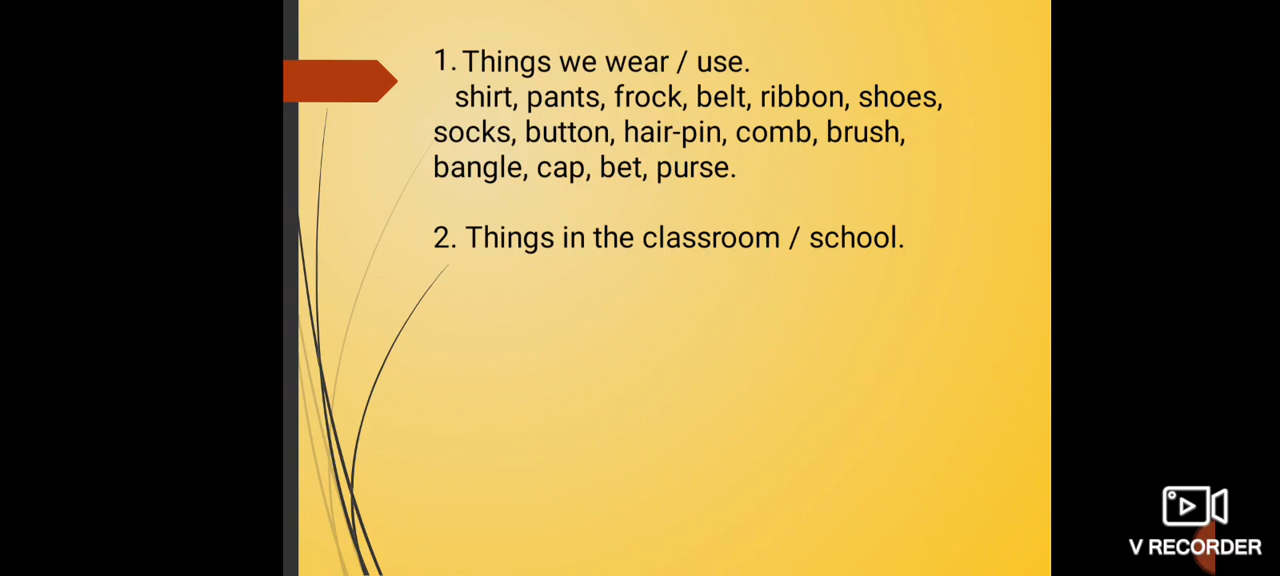 1. Things we wear / use.
shirt, pants, frock, belt, ribbon, shoes,
socks, button, hair-pin, comb, brush,
bangle, cap, bet, purse.
2. Things in the classroom / school.
V RECORDER